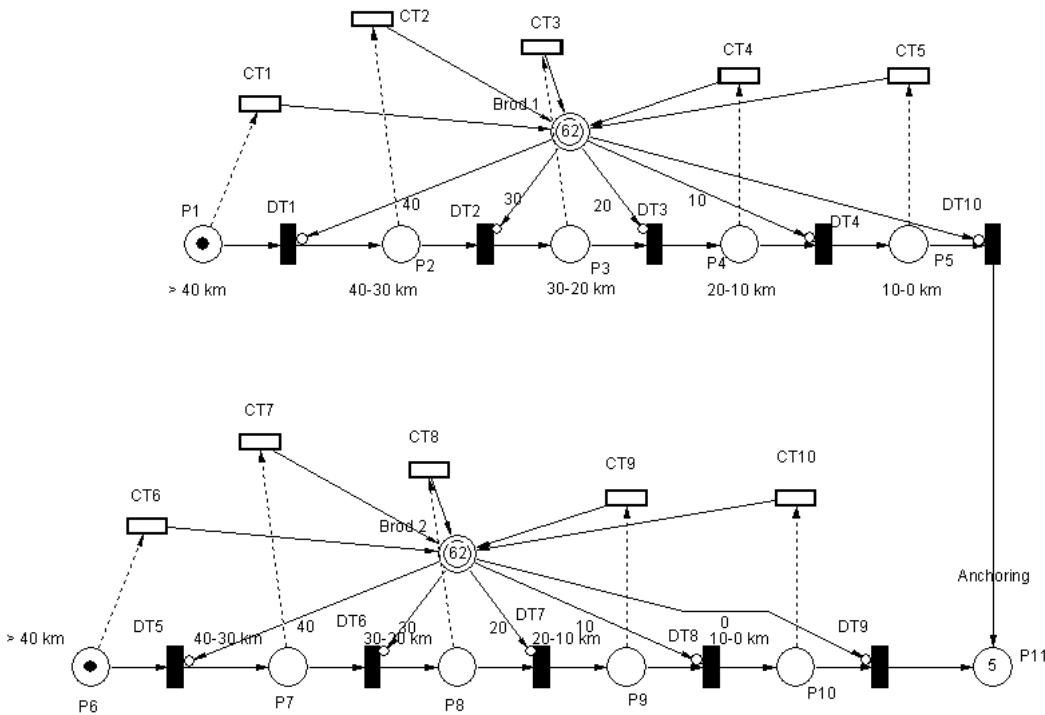 CT2
CT3
CT4
CT5
CT1
Brod 1
62
P1
DT1
40
DT2
30
20
DT3
10
DT4
DT10
P2
P3
P4
P5
> 40 km
40-30 km
30-20 km
20-10 km
10-0 km
CT7
CT8
CT9
CT10
CT6
Brod 2
62
Anchoring
> 40 km
DT5
40-30 km
40
DT6
30
30-20 km
20
DT7
20-10 km
10
DT8
0
10-0 km
DT9
5
P11
P6
P7
P8
P9
P10